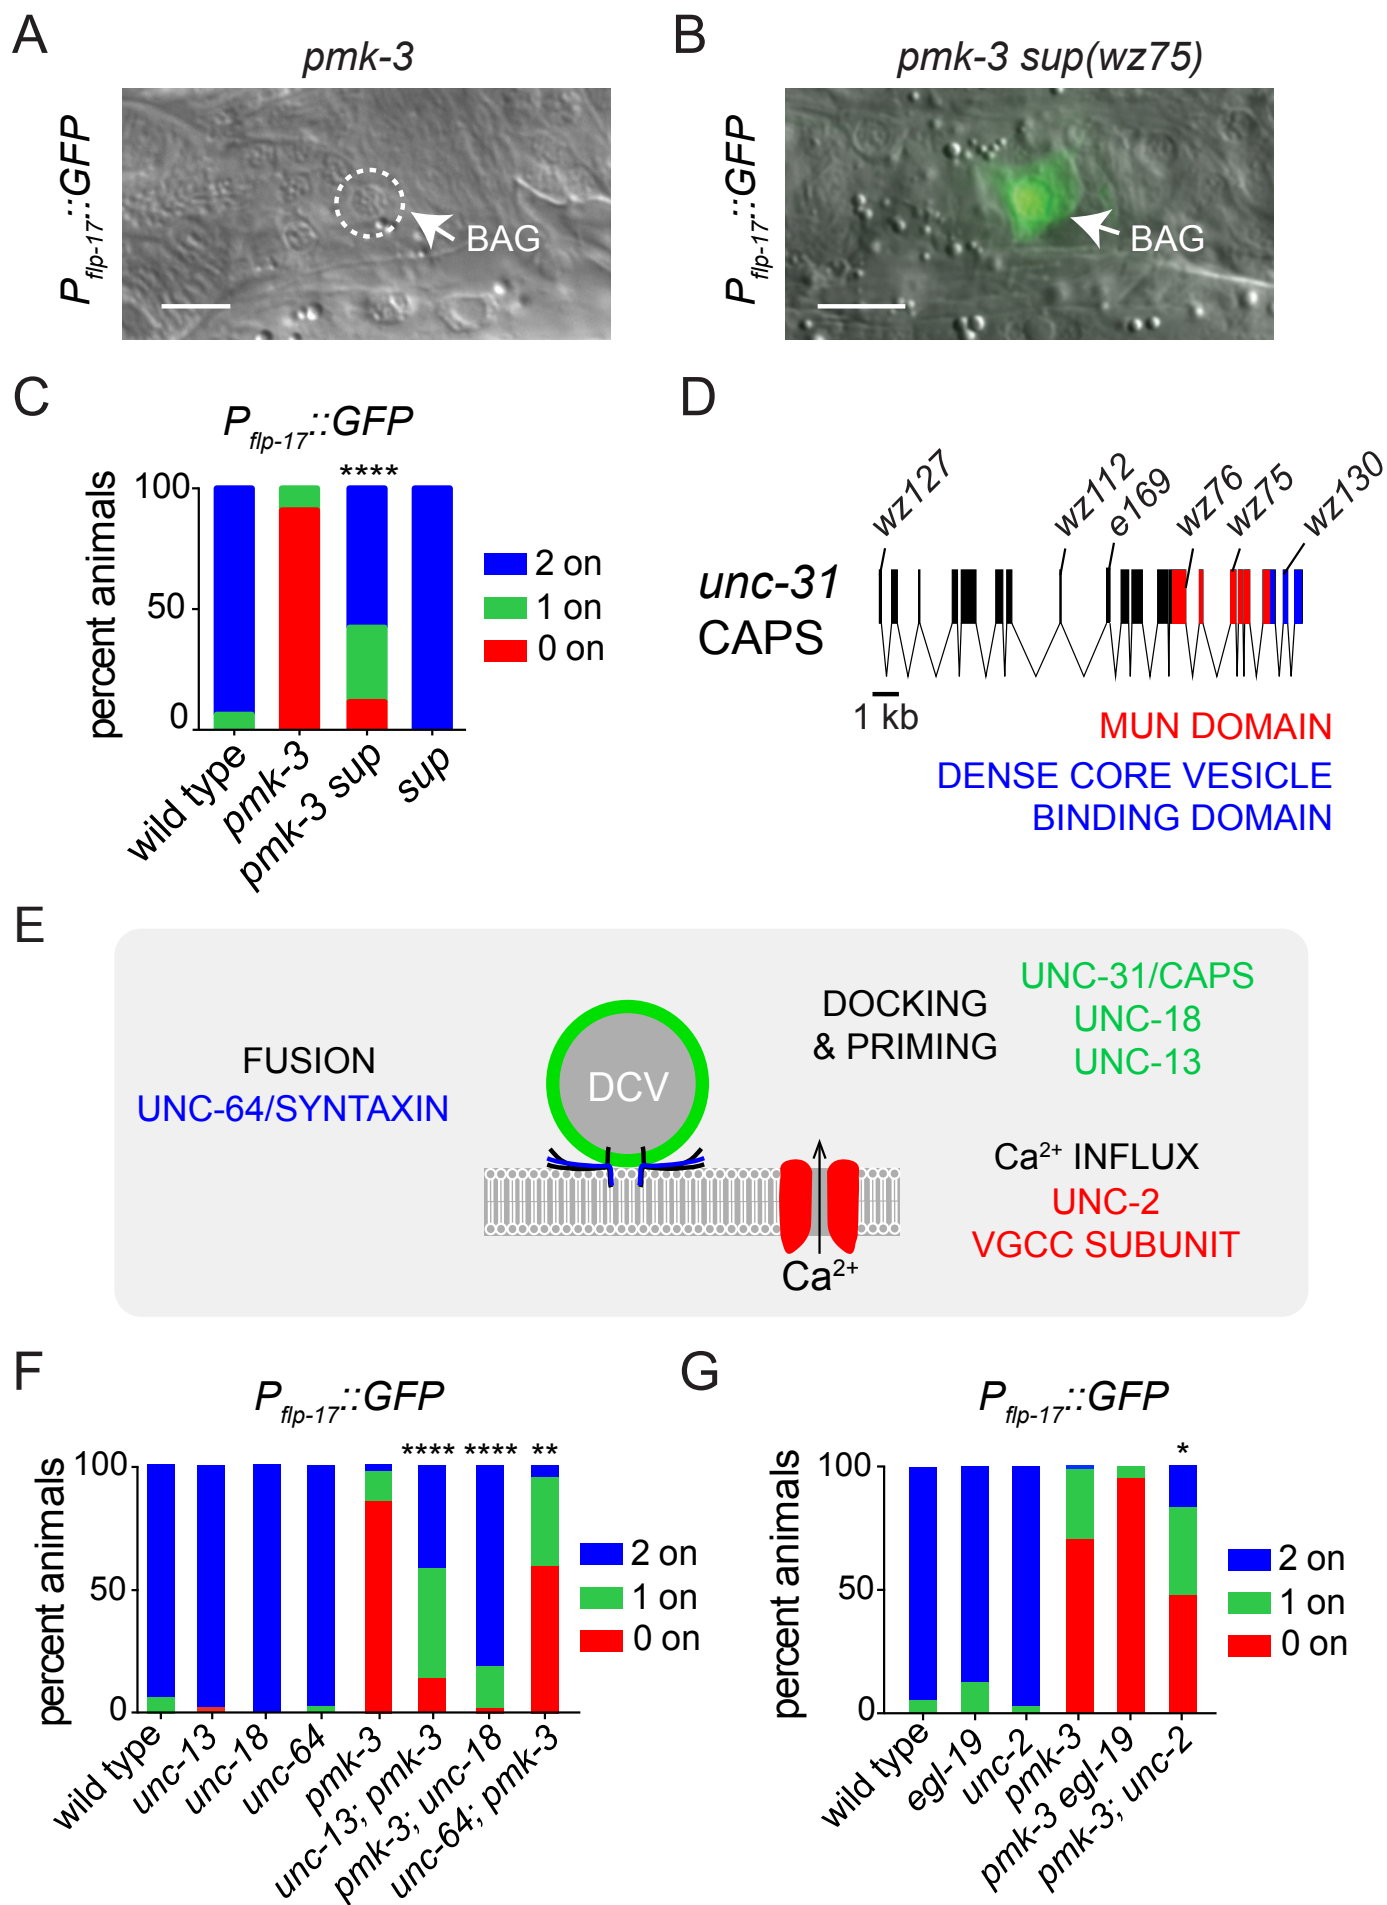 A
pmk-3
P flp-17::GFP
BAG
B
pmk-3 sup(wz75)
P flp-17::GFP
BAG
C
P flp-17::GFP
****
percent animals
100
50
0
2 on
1 on
0 on
wild type
pmk-3
pmk-3 sup
sup
D
wz127
wz112
e169
wz76
wz75
wz130
unc-31
CAPS
1 kb
MUN DOMAIN
DENSE CORE VESICLE
BINDING DOMAIN
E
FUSION
UNC-64/SYNTAXIN
DCV
DOCKING
& PRIMING
UNC-31/CAPS
UNC-18
UNC-13
Ca²⁺ INFLUX
UNC-2
VGCC SUBUNIT
Ca²⁺
F
P flp-17::GFP
**** **** **
percent animals
100
50
0
2 on
1 on
0 on
wild type
unc-13
unc-18
unc-64
pmk-3
unc-13; pmk-3
pmk-3; unc-18
unc-64; pmk-3
G
P flp-17::GFP
*
percent animals
100
50
0
2 on
1 on
0 on
wild type
egl-19
unc-2
pmk-3
pmk-3 egl-19
pmk-3; unc-2